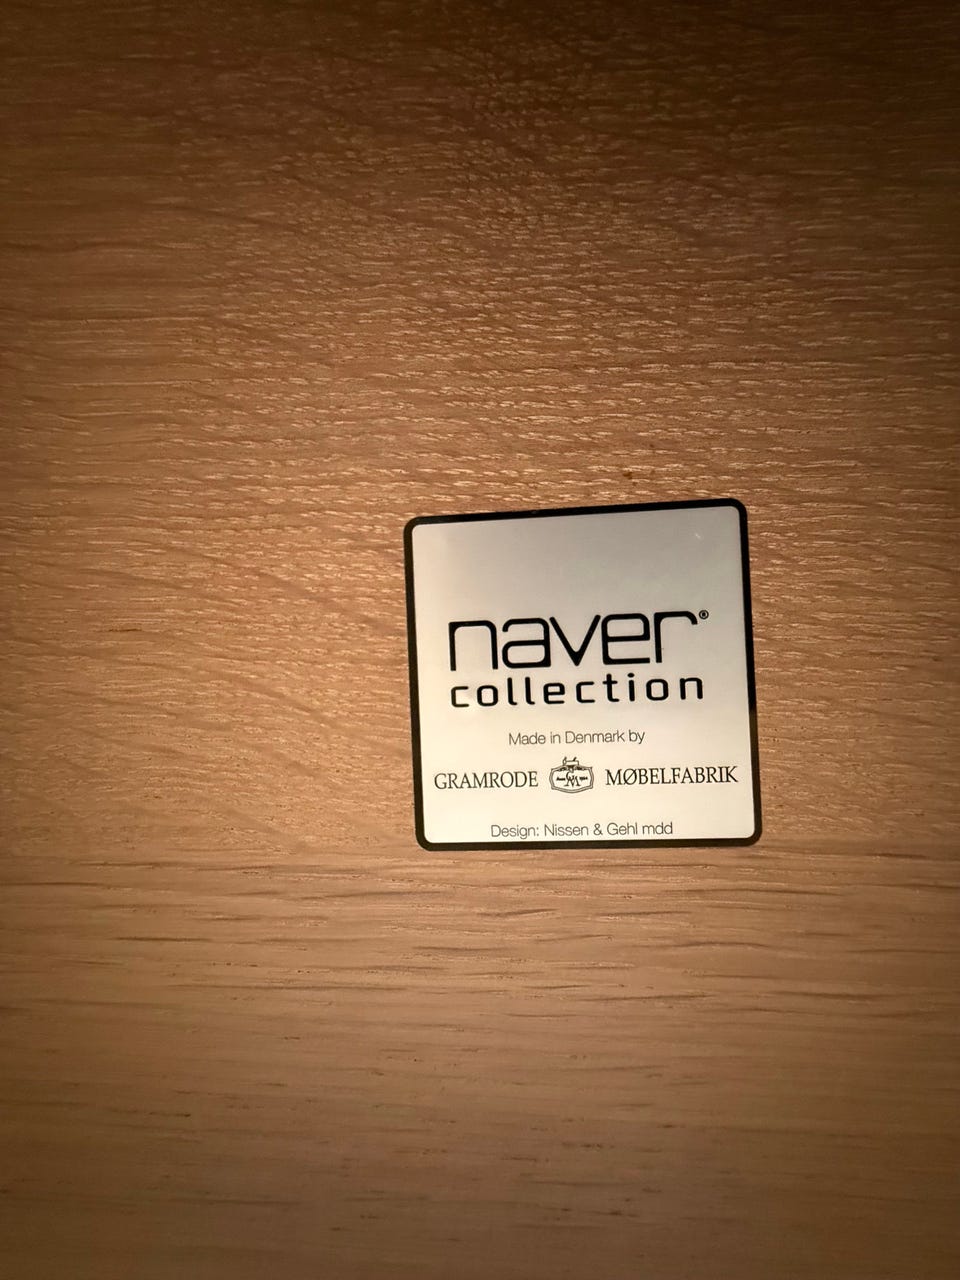 naver®
collection
Made in Denmark by
GRAMRODE MØBELFABRIK
Design: Nissen & Gehl mdd